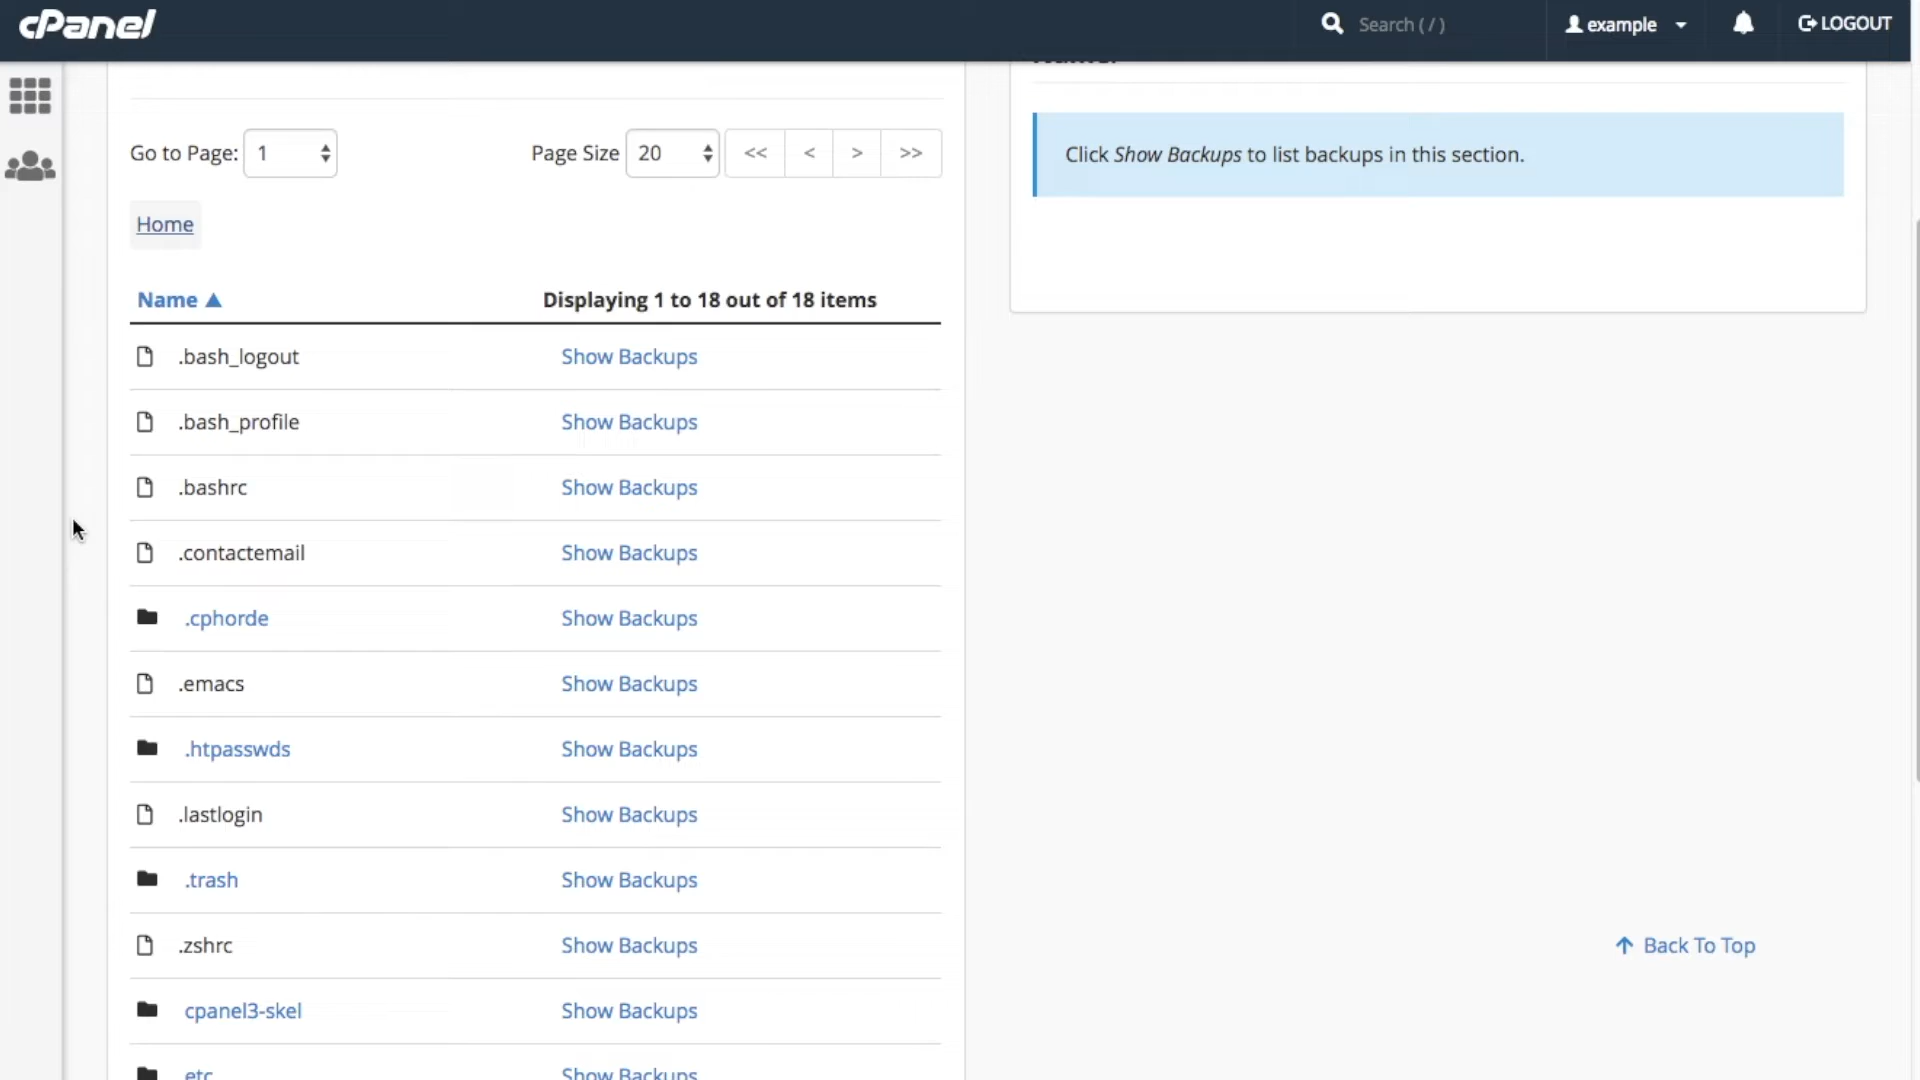 cPanel
Search ( / )
example
LOGOUT
Go to Page: 1
Page Size 20 << < > >>
Click Show Backups to list backups in this section.
Home
Name ▲ Displaying 1 to 18 out of 18 items
.bash_logout Show Backups
.bash_profile Show Backups
.bashrc Show Backups
.contactemail Show Backups
.cphorde Show Backups
.emacs Show Backups
.htpasswds Show Backups
.lastlogin Show Backups
.trash Show Backups
.zshrc Show Backups
Back To Top
cpanel3-skel Show Backups
etc Show Backups